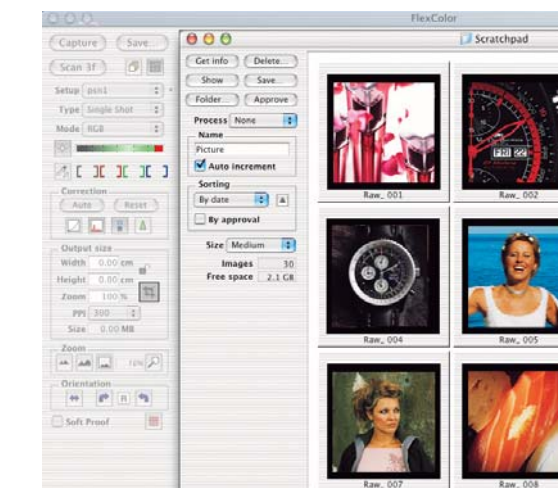 FlexColor
Capture Save...
Scan 3f
Setup psn1
Type Single Shot
Mode RGB
Correction
Auto Reset
Output size
Width 0.00 cm
Height 0.00 cm
Zoom 100 %
PPI 300
Size 0.00 MB
Zoom
16%
Orientation
R
Soft Proof
Scratchpad
Get info Delete...
Show Save...
Folder... Approve
Process None
Name
Picture
Auto increment
Sorting
By date
By approval
Size Medium
Images 30
Free space 2.1 GB
Raw_ 001 Raw_ 002
FRI 22
Raw_ 004 Raw_ 005
Raw_ 007 Raw_ 008